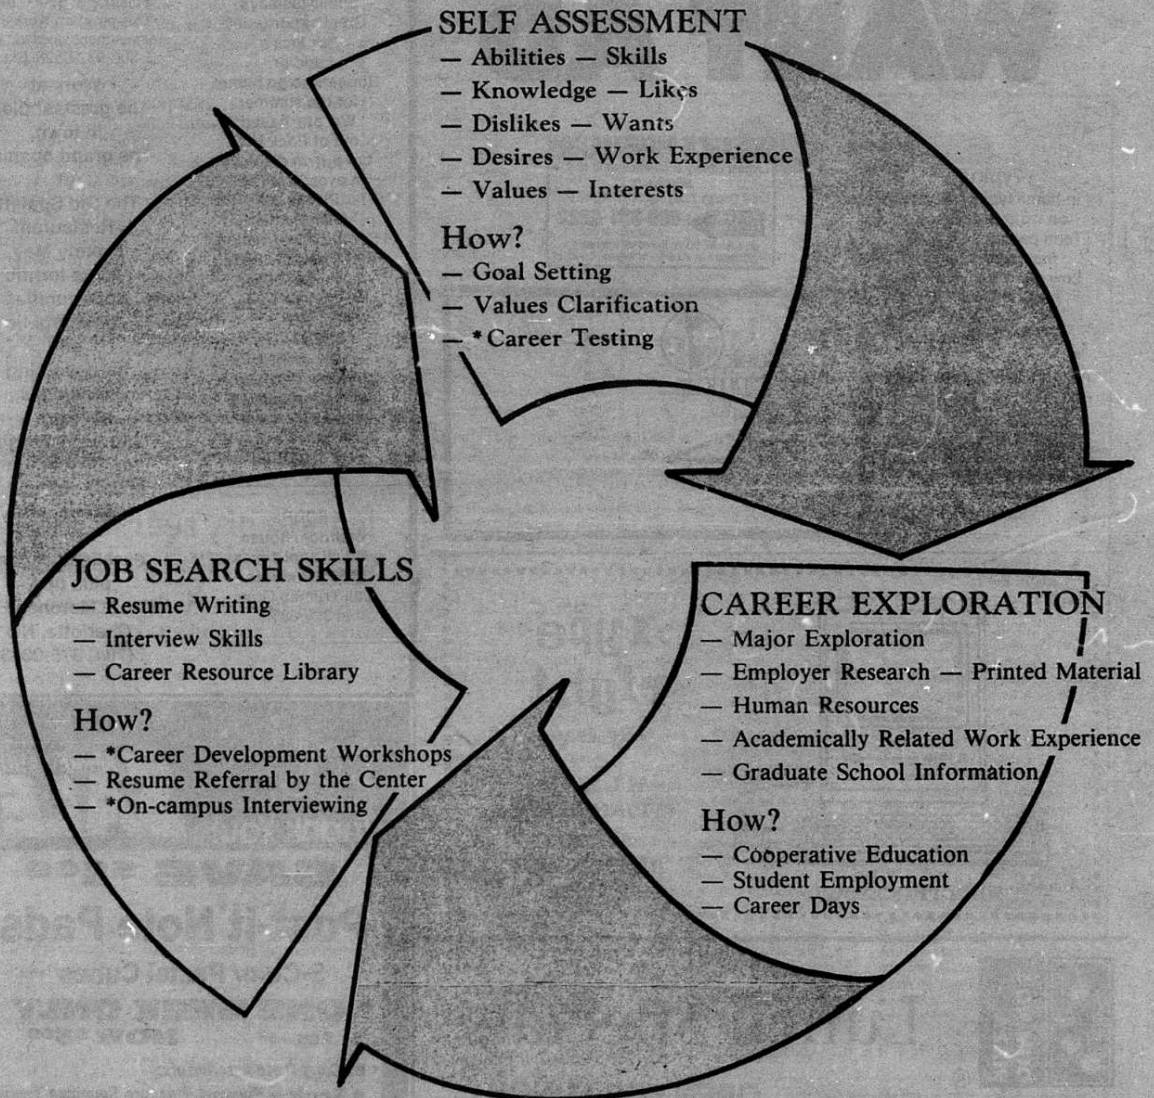 SELF ASSESSMENT
— Abilities — Skills
— Knowledge — Likes
— Dislikes — Wants
— Desires — Work Experience
— Values — Interests
How?
— Goal Setting
— Values Clarification
— *Career Testing
CAREER EXPLORATION
— Major Exploration
— Employer Research — Printed Material
— Human Resources
— Academically Related Work Experience
— Graduate School Information
How?
— Cooperative Education
— Student Employment
— Career Days
JOB SEARCH SKILLS
— Resume Writing
— Interview Skills
— Career Resource Library
How?
— *Career Development Workshops
— Resume Referral by the Center
— *On-campus Interviewing